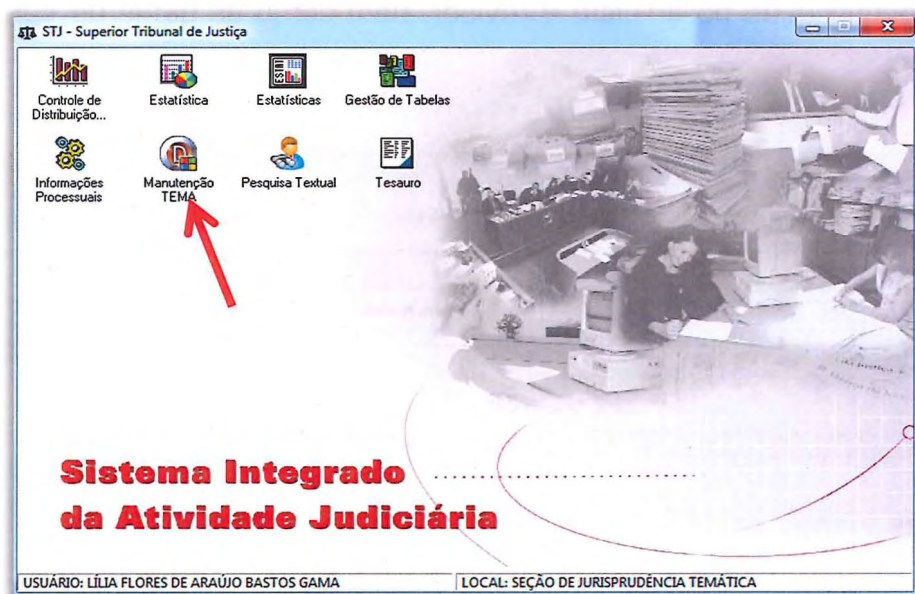 STJ - Superior Tribunal de Justiça
Controle de Distribuição...
Estatística
Estatísticas
Gestão de Tabelas
Informações Processuais
Manutenção TEMA
Pesquisa Textual
Tesauro
Sistema Integrado
da Atividade Judiciária
USUÁRIO: LÍLIA FLORES DE ARAÚJO BASTOS GAMA
LOCAL: SEÇÃO DE JURISPRUDÊNCIA TEMÁTICA